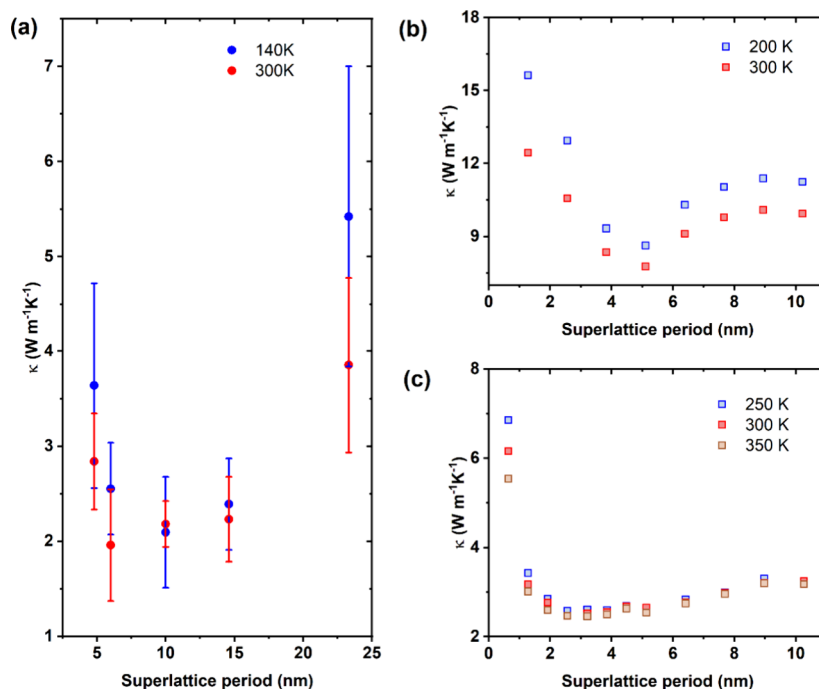 (a)
140K
300K
7
6
5
4
3
2
1
κ (W m⁻¹K⁻¹)
5 10 15 20 25
Superlattice period (nm)
(b)
200 K
300 K
18
15
12
9
κ (W m⁻¹K⁻¹)
0 2 4 6 8 10
Superlattice period (nm)
(c)
250 K
300 K
350 K
8
6
4
2
κ (W m⁻¹K⁻¹)
0 2 4 6 8 10
Superlattice period (nm)